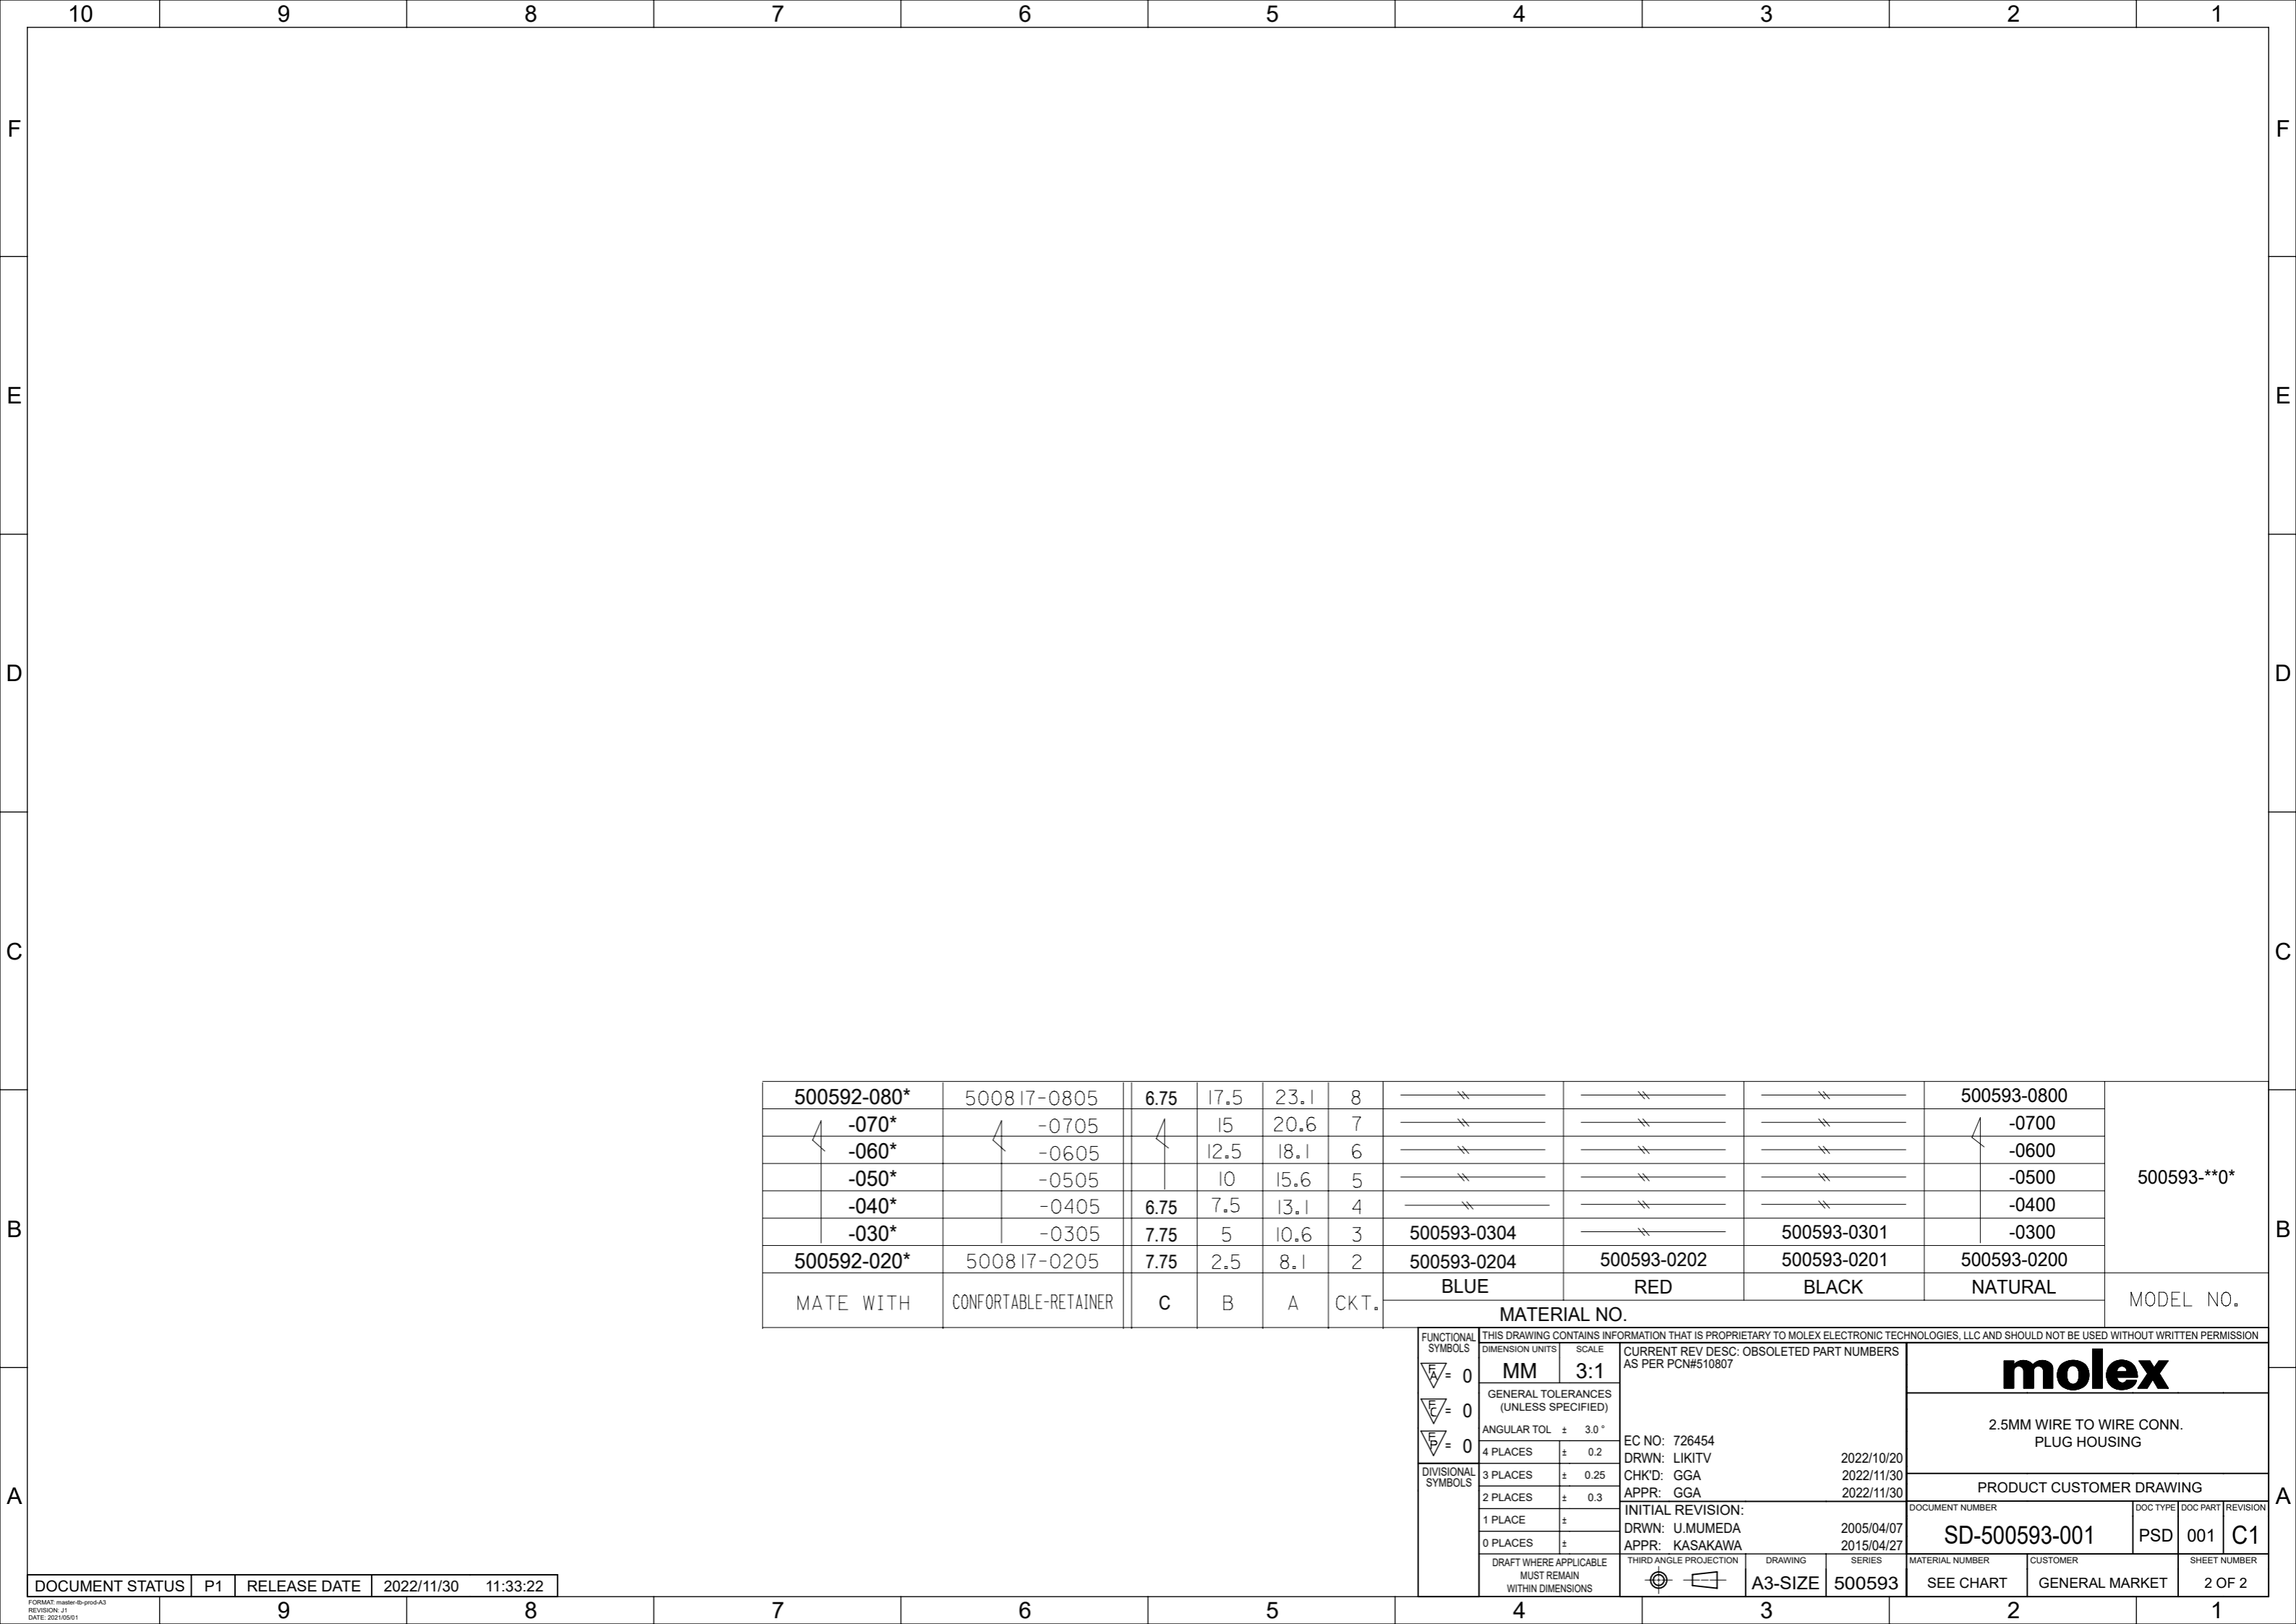 10 9 8 7 6 5 4 3 2 1
F F
E E
D D
C C
B B
A A
500592-080* 500817-0805 6.75 17.5 23.1 8 500593-0800
-070* -0705 15 20.6 7 -0700
-060* -0605 12.5 18.1 6 -0600
-050* -0505 10 15.6 5 -0500 500593-**0*
-040* -0405 6.75 7.5 13.1 4 -0400
-030* -0305 7.75 5 10.6 3 500593-0304 500593-0301 -0300
500592-020* 500817-0205 7.75 2.5 8.1 2 500593-0204 500593-0202 500593-0201 500593-0200
MATE WITH CONFORTABLE-RETAINER C B A CKT. BLUE RED BLACK NATURAL MODEL NO.
MATERIAL NO.
FUNCTIONAL SYMBOLS
FA= 0
FC= 0
FP= 0
DIVISIONAL SYMBOLS
THIS DRAWING CONTAINS INFORMATION THAT IS PROPRIETARY TO MOLEX ELECTRONIC TECHNOLOGIES, LLC AND SHOULD NOT BE USED WITHOUT WRITTEN PERMISSION
DIMENSION UNITS SCALE
MM 3:1
GENERAL TOLERANCES
(UNLESS SPECIFIED)
ANGULAR TOL ± 3.0 °
4 PLACES ± 0.2
3 PLACES ± 0.25
2 PLACES ± 0.3
1 PLACE ±
0 PLACES ±
DRAFT WHERE APPLICABLE
MUST REMAIN
WITHIN DIMENSIONS
CURRENT REV DESC: OBSOLETED PART NUMBERS
AS PER PCN#510807
EC NO: 726454
DRWN: LIKITV 2022/10/20
CHK'D: GGA 2022/11/30
APPR: GGA 2022/11/30
INITIAL REVISION:
DRWN: U.MUMEDA 2005/04/07
APPR: KASAKAWA 2015/04/27
THIRD ANGLE PROJECTION DRAWING SERIES
A3-SIZE 500593
molex
2.5MM WIRE TO WIRE CONN.
PLUG HOUSING
PRODUCT CUSTOMER DRAWING
DOCUMENT NUMBER DOC TYPE DOC PART REVISION
SD-500593-001 PSD 001 C1
MATERIAL NUMBER CUSTOMER SHEET NUMBER
SEE CHART GENERAL MARKET 2 OF 2
DOCUMENT STATUS P1 RELEASE DATE 2022/11/30 11:33:22
FORMAT: master-tb-prod-A3
REVISION: J1
DATE: 2021/05/01
9 8 7 6 5 4 3 2 1